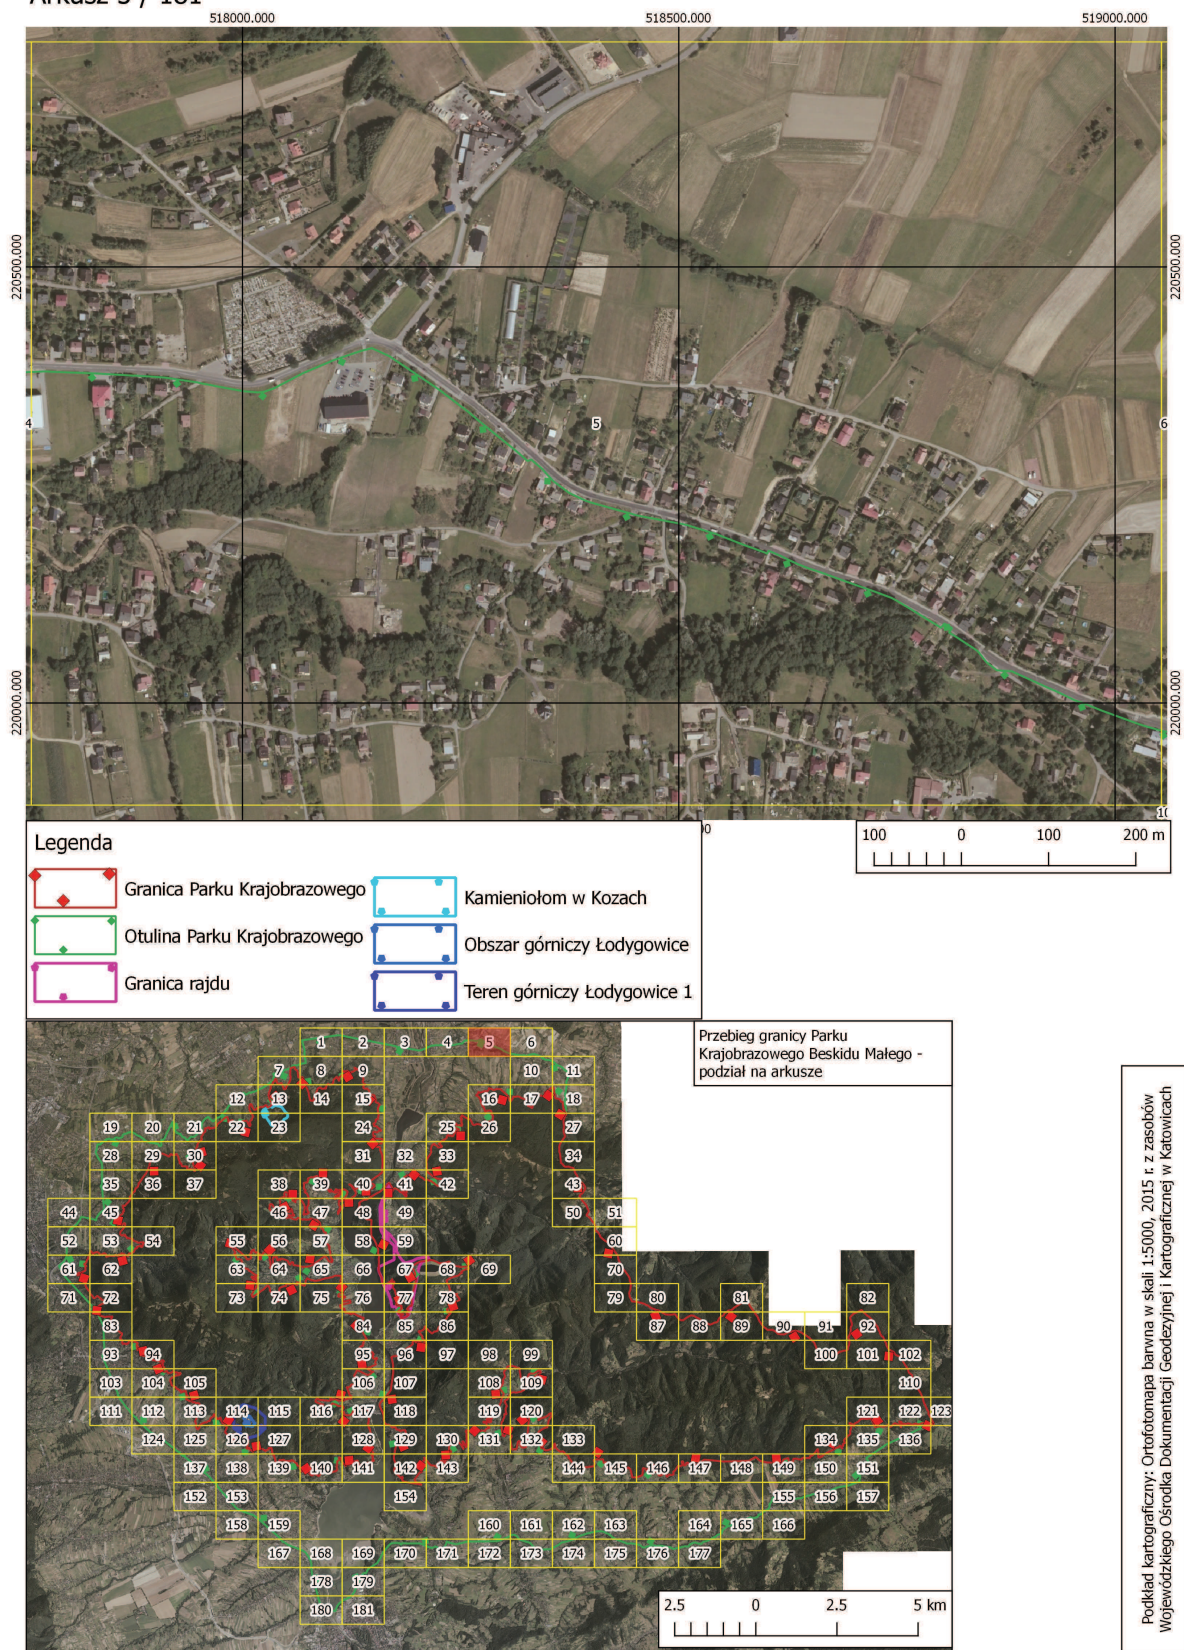 Arkusz 5 / 181
518000.000 518500.000 519000.000
220500.000 220500.000
4 5 6
220000.000 220000.000
10
00
100 0 100 200 m
Legenda
Granica Parku Krajobrazowego
Otulina Parku Krajobrazowego
Granica rajdu
Kamieniołom w Kozach
Obszar górniczy Łodygowice
Teren górniczy Łodygowice 1
Przebieg granicy Parku
Krajobrazowego Beskidu Małego -
podział na arkusze
1 2 3 4 5 6
7 8 9 10 11
12 13 14 15 16 17 18
19 20 21 22 23 24 25 26 27
28 29 30 31 32 33 34
35 36 37 38 39 40 41 42 43
44 45 46 47 48 49 50 51
52 53 54 55 56 57 58 59 60
61 62 63 64 65 66 67 68 69 70
71 72 73 74 75 76 77 78 79 80 81 82
83 84 85 86 87 88 89 90 91 92
93 94 95 96 97 98 99 100 101 102
103 104 105 106 107 108 109 110
111 112 113 114 115 116 117 118 119 120 121 122 123
124 125 126 127 128 129 130 131 132 133 134 135 136
137 138 139 140 141 142 143 144 145 146 147 148 149 150 151
152 153 154 155 156 157
158 159 160 161 162 163 164 165 166
167 168 169 170 171 172 173 174 175 176 177
178 179
180 181
2.5 0 2.5 5 km
Podkład kartograficzny: Ortofotomapa barwna w skali 1:5000, 2015 r. z zasobów
Wojewódzkiego Ośrodka Dokumentacji Geodezyjnej i Kartograficznej w Katowicach